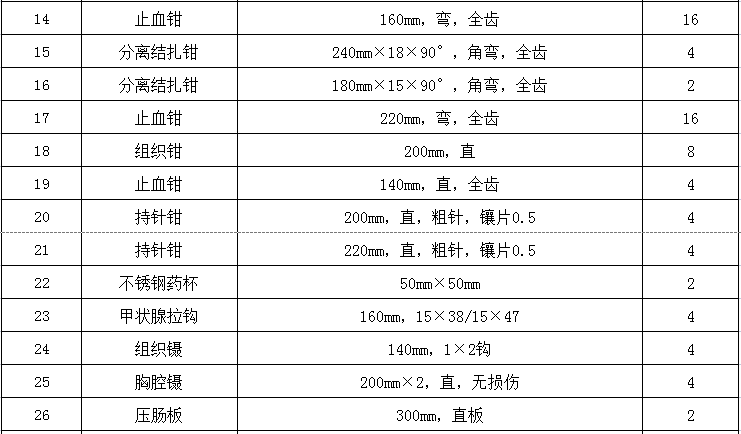 14 止血钳 160mm，弯，全齿 16
15 分离结扎钳 240mm×18×90°，角弯，全齿 4
16 分离结扎钳 180mm×15×90°，角弯，全齿 2
17 止血钳 220mm，弯，全齿 16
18 组织钳 200mm，直 8
19 止血钳 140mm，直，全齿 4
20 持针钳 200mm，直，粗针，镶片0.5 4
21 持针钳 220mm，直，粗针，镶片0.5 4
22 不锈钢药杯 50mm×50mm 2
23 甲状腺拉钩 160mm，15×38/15×47 4
24 组织镊 140mm，1×2钩 4
25 胸腔镊 200mm×2，直，无损伤 4
26 压肠板 300mm，直板 2